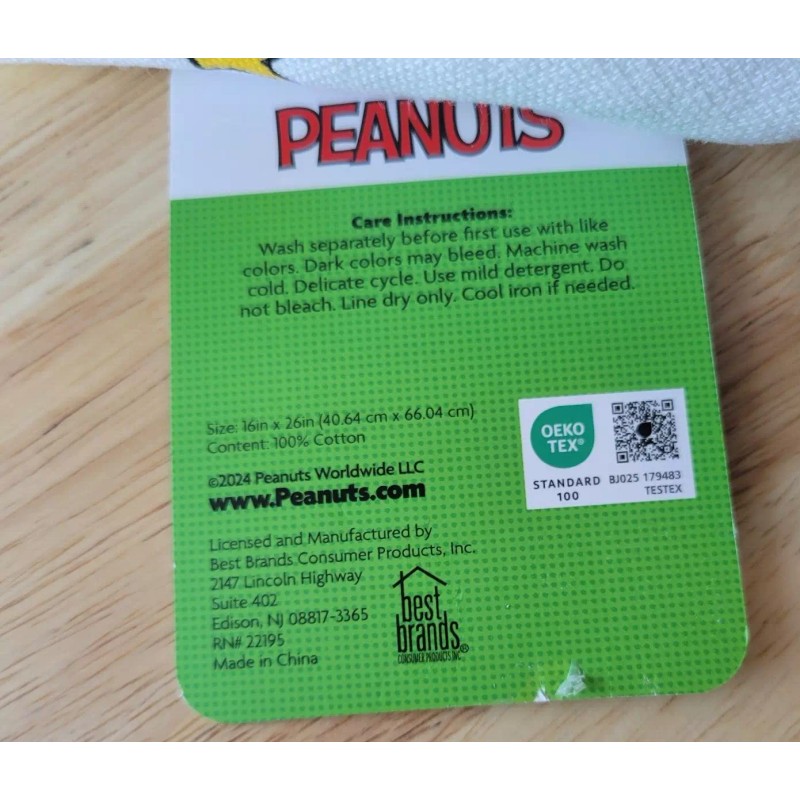 PEANUTS
Care Instructions:
Wash separately before first use with like
colors. Dark colors may bleed. Machine wash
cold. Delicate cycle. Use mild detergent. Do
not bleach. Line dry only. Cool iron if needed.
Size: 16in x 26in (40.64 cm x 66.04 cm)
Content: 100% Cotton
©2024 Peanuts Worldwide LLC
www.Peanuts.com
OEKO
TEX®
STANDARD
100
BJ025 179483
TESTEX
Licensed and Manufactured by
Best Brands Consumer Products, Inc.
2147 Lincoln Highway
Suite 402
Edison, NJ 08817-3365
RN# 22195
Made in China
best
brands®
CONSUMER PRODUCTS INC